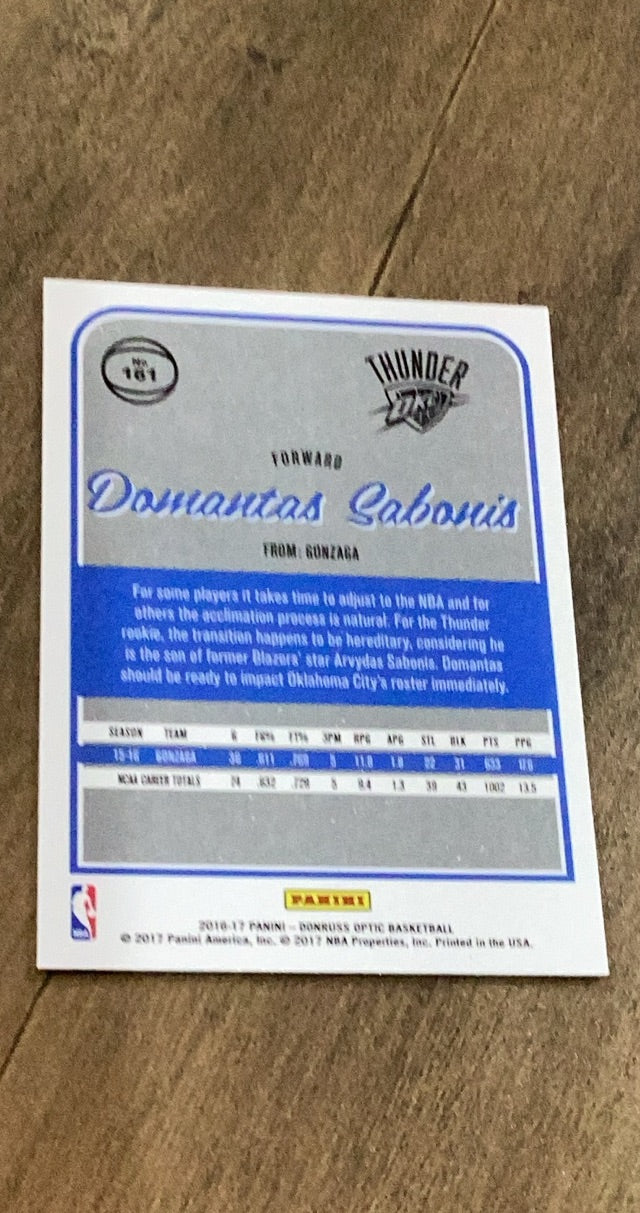 No.
161
THUNDER
OKC
FORWARD
Domantas Sabonis
FROM: GONZAGA
For some players it takes time to adjust to the NBA and for
others the acclimation process is natural. For the Thunder
rookie, the transition happens to be hereditary, considering he
is the son of former Blazers' star Arvydas Sabonis. Domantas
should be ready to impact Oklahoma City's roster immediately.
SEASON TEAM G FG% FT% 3PM RPG APG STL BLK PTS PPG
15-16 GONZAGA 36 .611 .769 5 11.8 1.8 22 31 633 17.6
NCAA CAREER TOTALS 74 .632 5 9.4 1.3 39 43 1002 13.5
PANINI
NBA
2016-17 PANINI – DONRUSS OPTIC BASKETBALL
© 2017 Panini America, Inc. © 2017 NBA Properties, Inc. Printed in the USA.